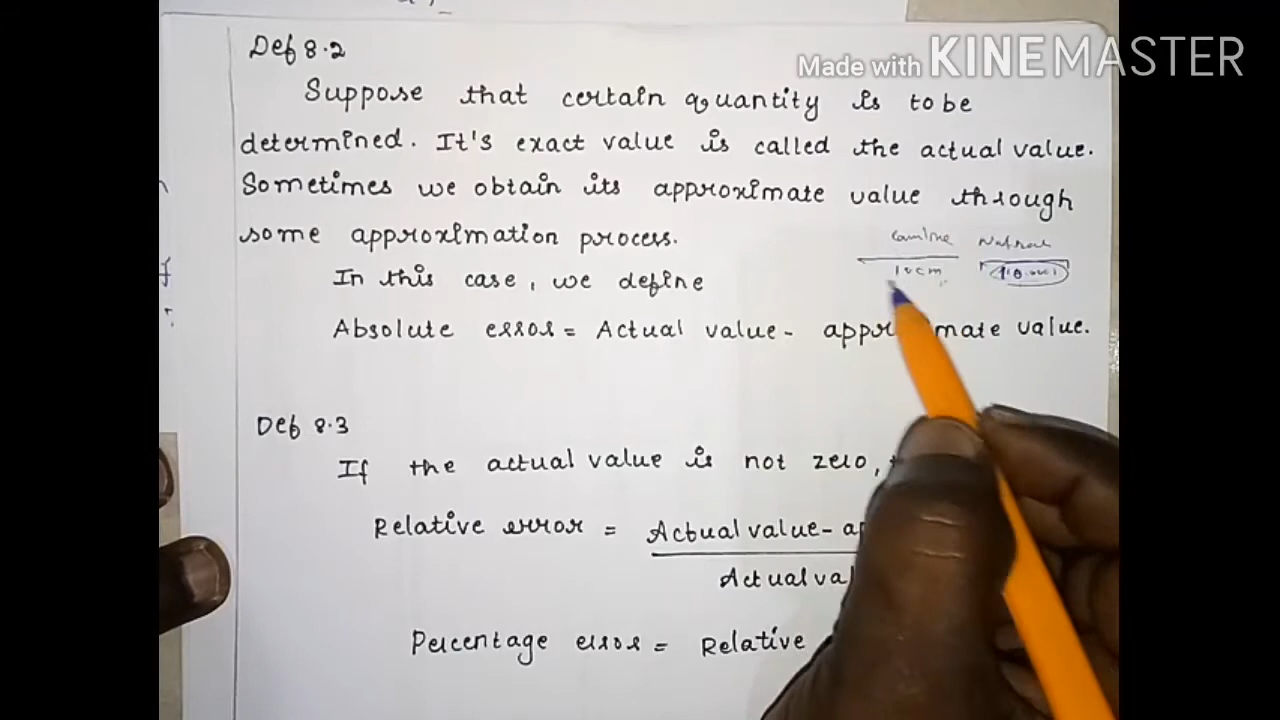 Made with KINEMASTER
Def 8.2
Suppose that certain quantity is to be
determined. It's exact value is called the actual value.
Sometimes we obtain its approximate value through
some approximation process.
In this case, we define
10cm
Absolute error = Actual value - approximate value.
Def 8.3
If the actual value is not zero,
Relative error = Actual value -
Actual
Percentage error = Relative